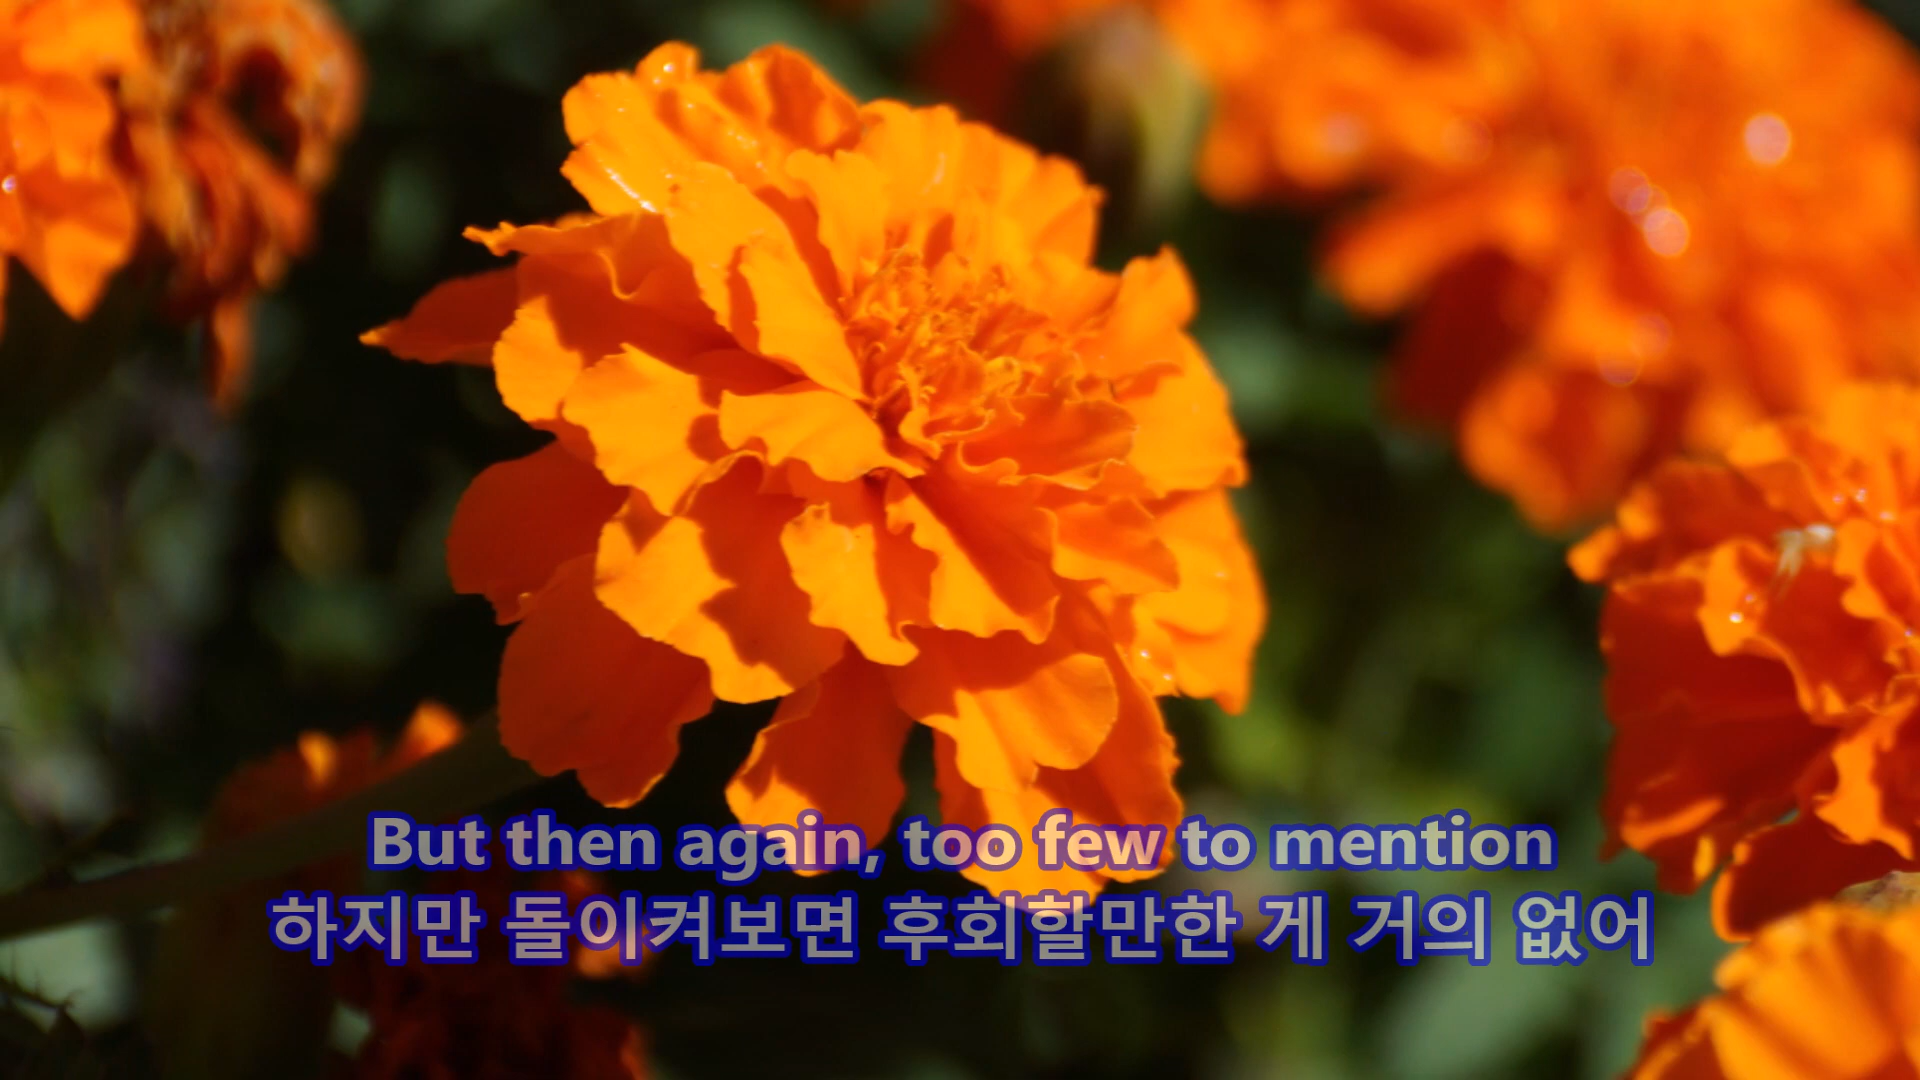 But then again, too few to mention
하지만 돌이켜보면 후회할만한 게 거의 없어